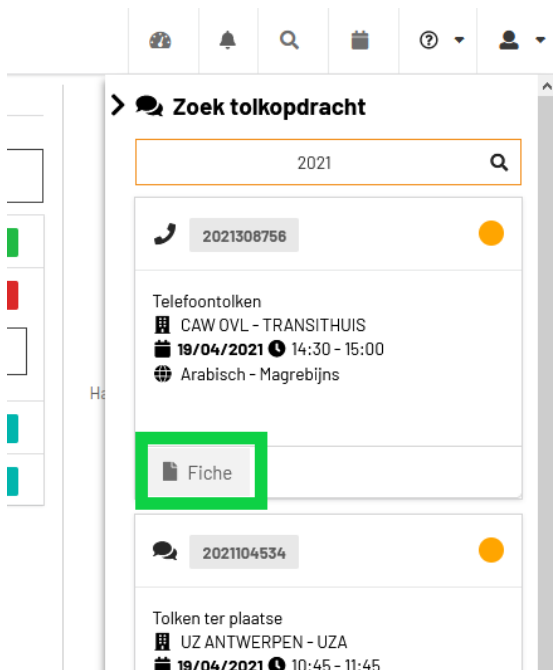 Zoek tolkopdracht
2021
2021308756
Telefoontolken
CAW OVL - TRANSITHUIS
19/04/2021 14:30 - 15:00
Arabisch - Magrebijns
Ha
Fiche
2021104534
Tolken ter plaatse
UZ ANTWERPEN - UZA
19/04/2021 10:45 - 11:45